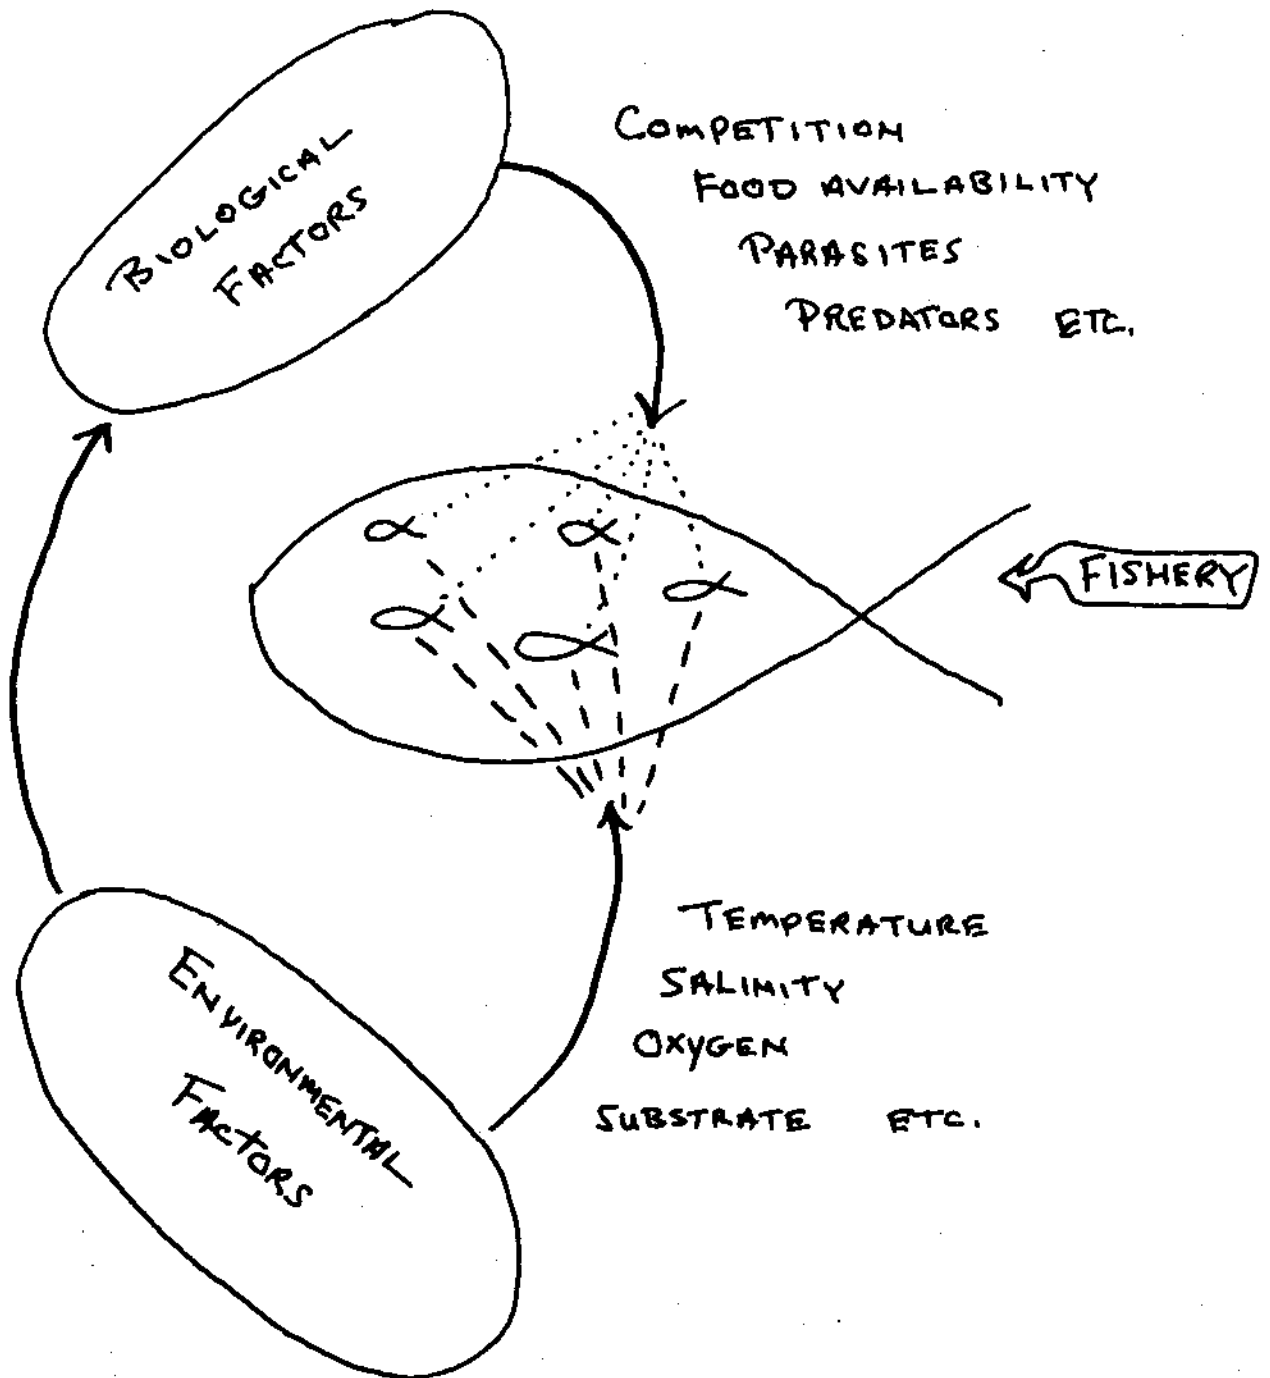 BIOLOGICAL
FACTORS
COMPETITION
FOOD AVAILABILITY
PARASITES
PREDATORS ETC.
FISHERY
ENVIRONMENTAL
FACTORS
TEMPERATURE
SALINITY
OXYGEN
SUBSTRATE ETC.